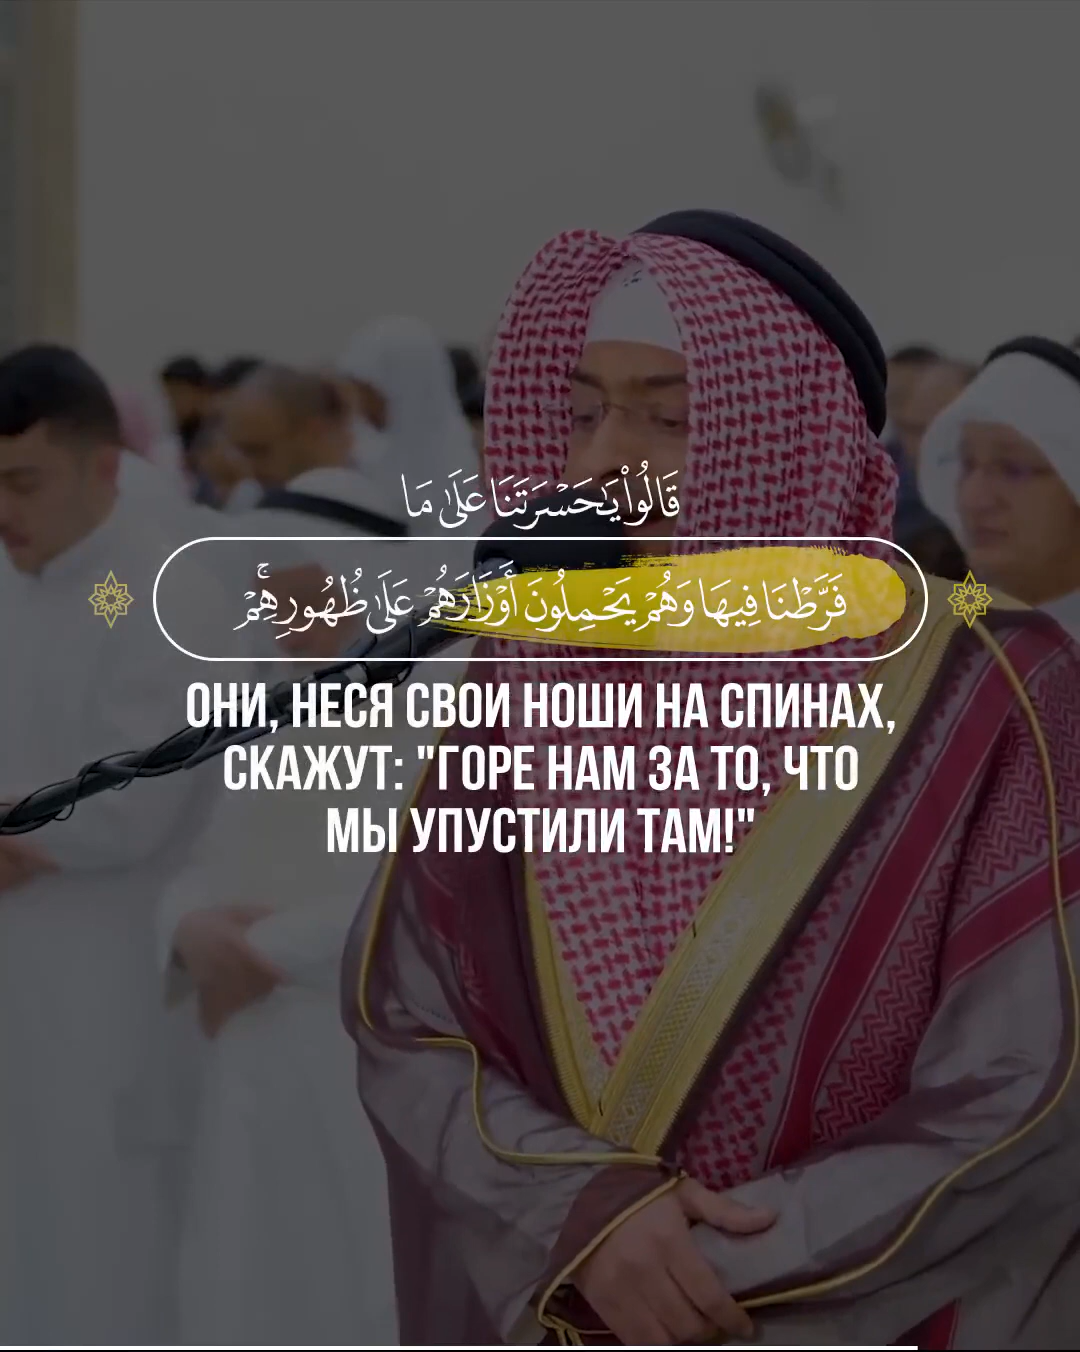 قَالُوا۟ يَـٰحَسْرَتَنَا عَلَىٰ مَا
فَرَّطْنَا فِيهَا وَهُمْ يَحْمِلُونَ أَوْزَارَهُمْ عَلَىٰ ظُهُورِهِمْ ۚ
ОНИ, НЕСЯ СВОИ НОШИ НА СПИНАХ,
СКАЖУТ: "ГОРЕ НАМ ЗА ТО, ЧТО
МЫ УПУСТИЛИ ТАМ!"